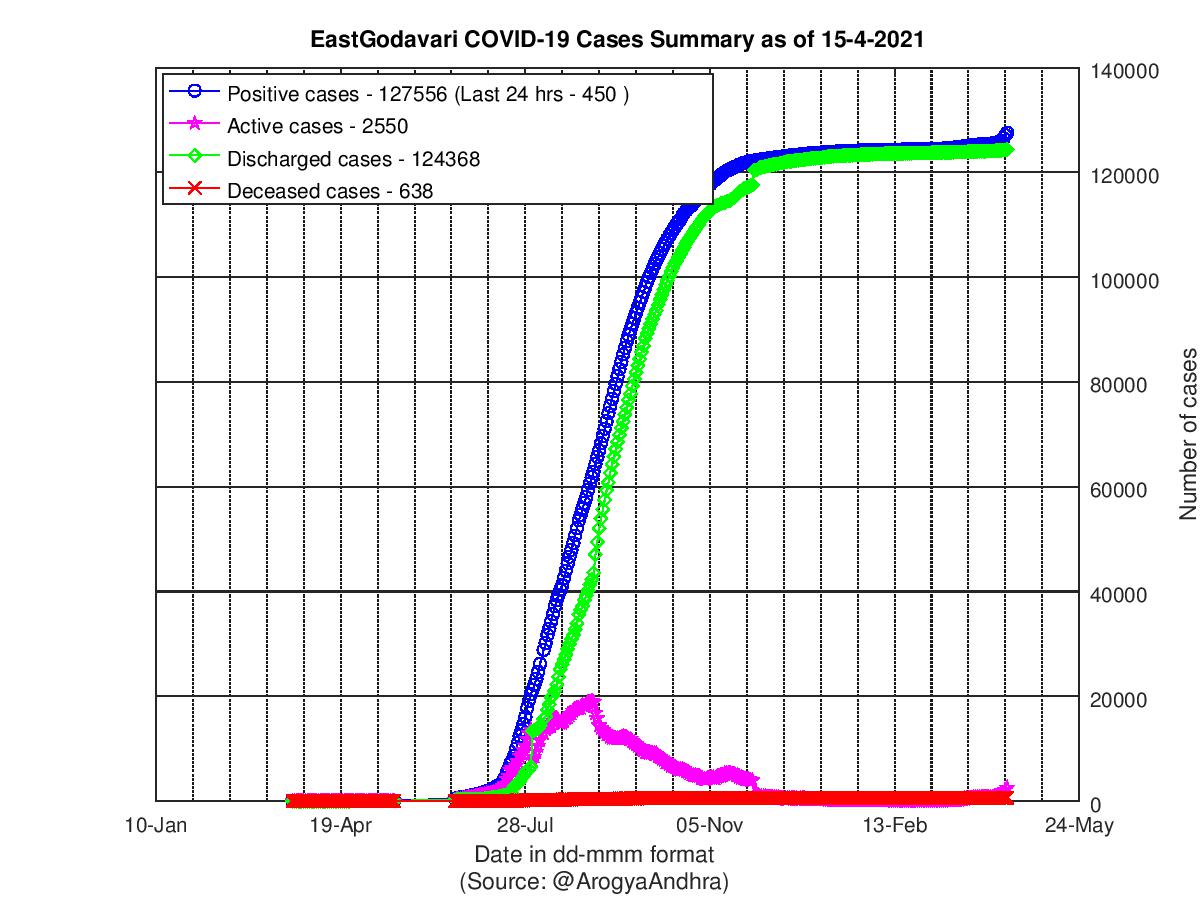 EastGodavari COVID-19 Cases Summary as of 15-4-2021
Positive cases - 127556 (Last 24 hrs - 450 )
Active cases - 2550
Discharged cases - 124368
Deceased cases - 638
140000
120000
100000
80000
60000
40000
20000
0
Number of cases
10-Jan 19-Apr 28-Jul 05-Nov 13-Feb 24-May
Date in dd-mmm format
(Source: @ArogyaAndhra)